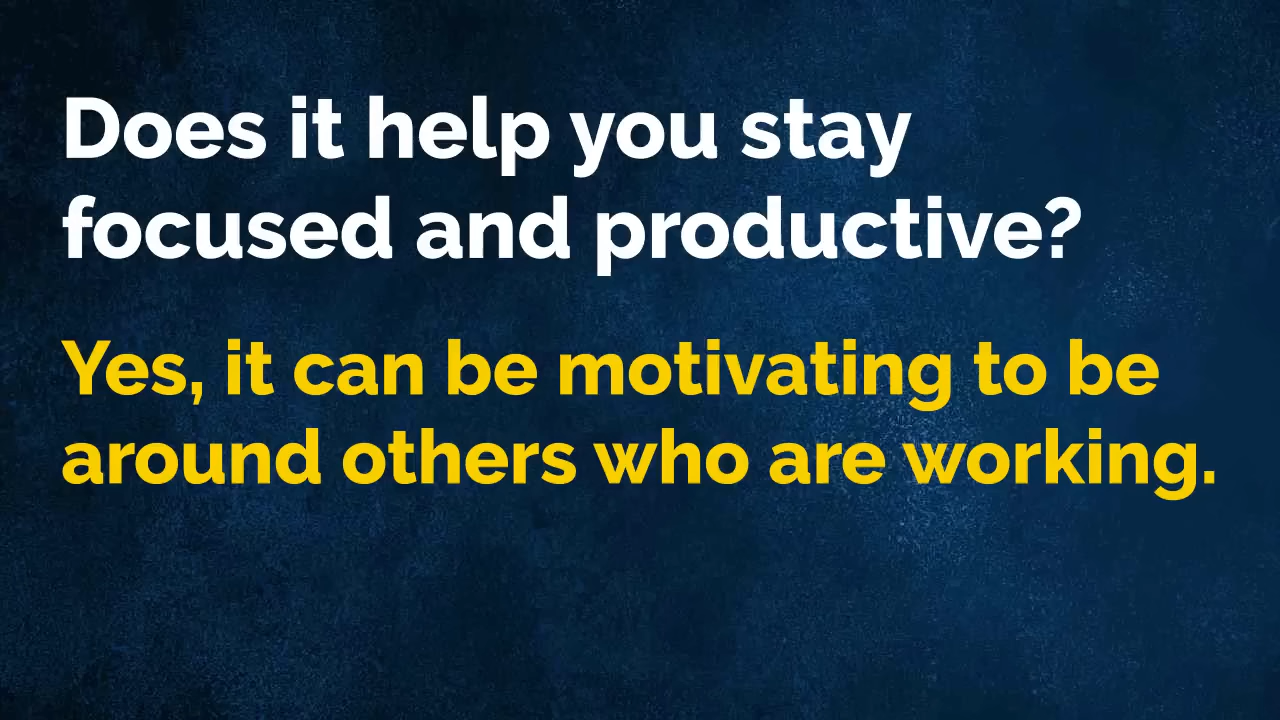 Does it help you stay
focused and productive?
Yes, it can be motivating to be
around others who are working.